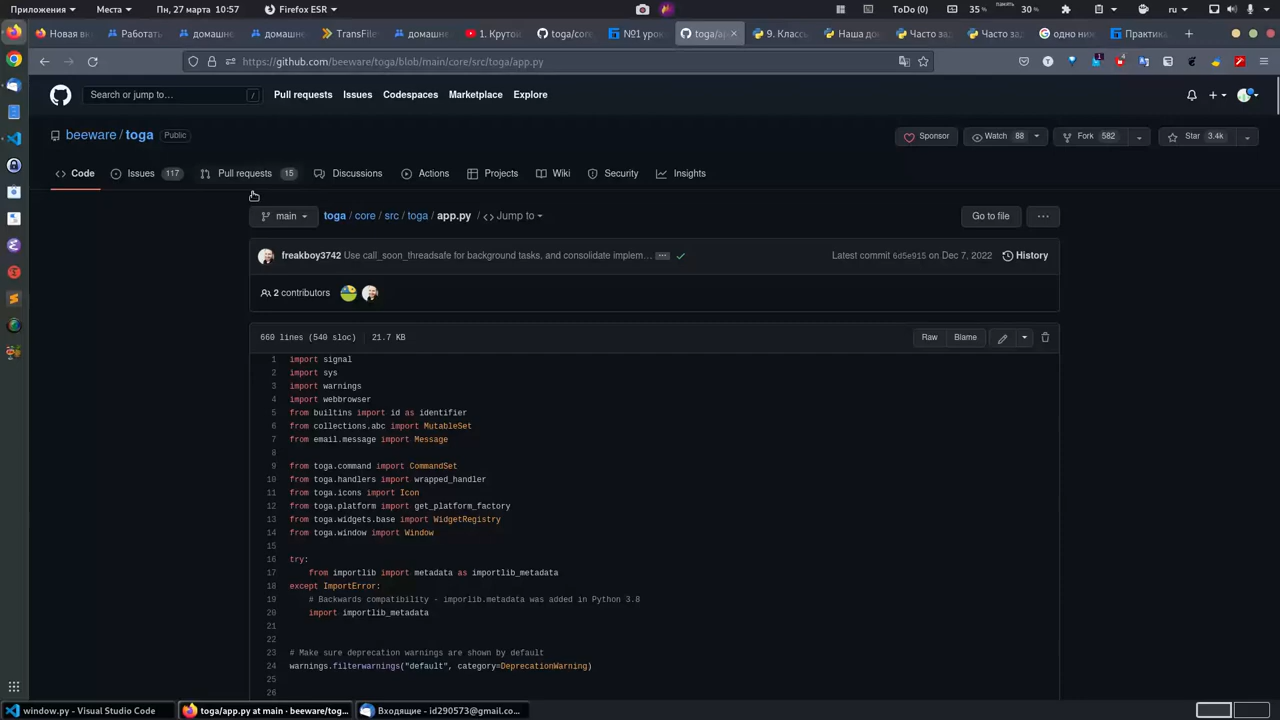 Приложения Места Пн, 27 марта 10:57 Firefox ESR ToDo (0) 35 % память 30 % ru
Новая вк Работать домашне домашне TransFile домашне 1. Крутой toga/core №1 уроки toga/ap 9. Класс Наша до Часто за Часто за одно ниж Практика
https://github.com/beeware/toga/blob/main/core/src/toga/app.py
Search or jump to… / Pull requests Issues Codespaces Marketplace Explore
beeware / toga Public Sponsor Watch 88 Fork 582 Star 3.4k
Code Issues 117 Pull requests 15 Discussions Actions Projects Wiki Security Insights
main toga / core / src / toga / app.py / <> Jump to Go to file ...
freakboy3742 Use call_soon_threadsafe for background tasks, and consolidate implem… ... Latest commit 6d5e915 on Dec 7, 2022 History
2 contributors
660 lines (540 sloc) 21.7 KB Raw Blame
1 import signal
2 import sys
3 import warnings
4 import webbrowser
5 from builtins import id as identifier
6 from collections.abc import MutableSet
7 from email.message import Message
8
9 from toga.command import CommandSet
10 from toga.handlers import wrapped_handler
11 from toga.icons import Icon
12 from toga.platform import get_platform_factory
13 from toga.widgets.base import WidgetRegistry
14 from toga.window import Window
15
16 try:
17 from importlib import metadata as importlib_metadata
18 except ImportError:
19 # Backwards compatibility - imporlib.metadata was added in Python 3.8
20 import importlib_metadata
21
22
23 # Make sure deprecation warnings are shown by default
24 warnings.filterwarnings("default", category=DeprecationWarning)
25
26
window.py - Visual Studio Code toga/app.py at main · beeware/tog... Входящие - id290573@gmail.co...